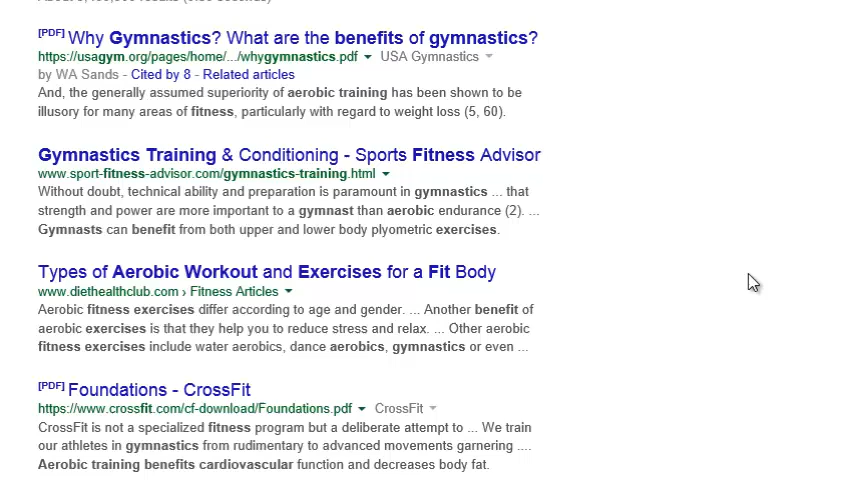 [PDF] Why Gymnastics? What are the benefits of gymnastics?
https://usagym.org/pages/home/.../whygymnastics.pdf ▼ USA Gymnastics ▼
by WA Sands - Cited by 8 - Related articles
And, the generally assumed superiority of aerobic training has been shown to be
illusory for many areas of fitness, particularly with regard to weight loss (5, 60).
Gymnastics Training & Conditioning - Sports Fitness Advisor
www.sport-fitness-advisor.com/gymnastics-training.html ▼
Without doubt, technical ability and preparation is paramount in gymnastics ... that
strength and power are more important to a gymnast than aerobic endurance (2). ...
Gymnasts can benefit from both upper and lower body plyometric exercises.
Types of Aerobic Workout and Exercises for a Fit Body
www.diethealthclub.com › Fitness Articles ▼
Aerobic fitness exercises differ according to age and gender. ... Another benefit of
aerobic exercises is that they help you to reduce stress and relax. ... Other aerobic
fitness exercises include water aerobics, dance aerobics, gymnastics or even ...
[PDF] Foundations - CrossFit
https://www.crossfit.com/cf-download/Foundations.pdf ▼ CrossFit ▼
CrossFit is not a specialized fitness program but a deliberate attempt to ... We train
our athletes in gymnastics from rudimentary to advanced movements garnering ....
Aerobic training benefits cardiovascular function and decreases body fat.